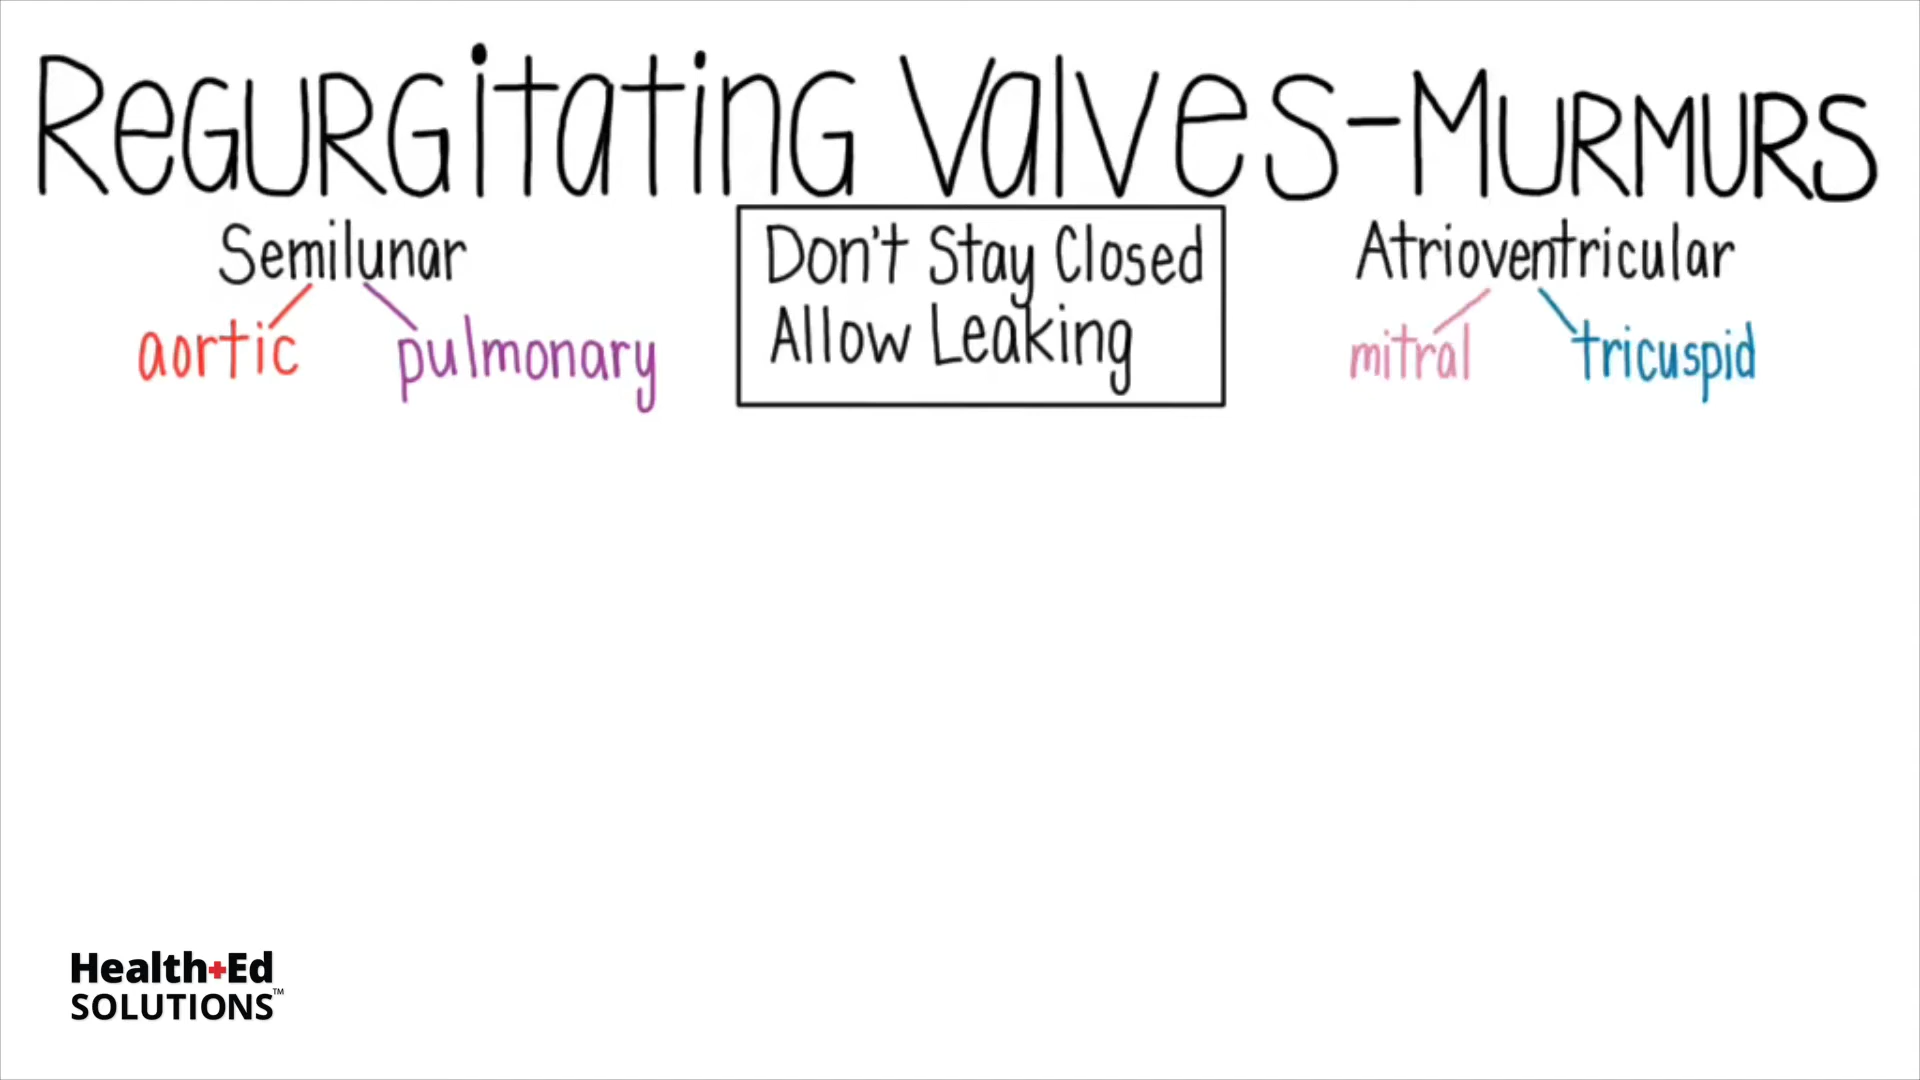 Regurgitating Valves-Murmurs
Semilunar
aortic pulmonary
Don't Stay Closed
Allow Leaking
Atrioventricular
mitral tricuspid
Health+Ed
SOLUTIONS™